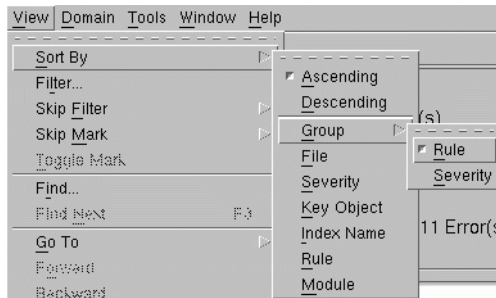 View Domain Tools Window Help
Sort By
Filter...
Skip Filter
Skip Mark
Toggle Mark
Find...
Find Next F3
Go To
Forward
Backward
Ascending
Descending
Group
File
Severity
Key Object
Index Name
Rule
Module
(s)
Rule
Severity
11 Error(s